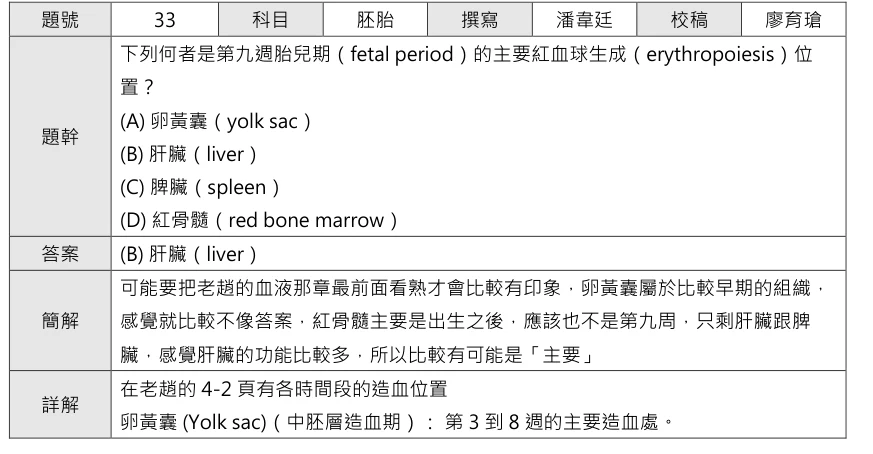 題號 33 科目 胚胎 撰寫 潘韋廷 校稿 廖育瑲
下列何者是第九週胎兒期（fetal period）的主要紅血球生成（erythropoiesis）位
置？
(A) 卵黃囊（yolk sac）
(B) 肝臟（liver）
題幹
(C) 脾臟（spleen）
(D) 紅骨髓（red bone marrow）
答案 (B) 肝臟（liver）
可能要把老趙的血液那章最前面看熟才會比較有印象，卵黃囊屬於比較早期的組織，
簡解 感覺就比較不像答案，紅骨髓主要是出生之後，應該也不是第九周，只剩肝臟跟脾
臟，感覺肝臟的功能比較多，所以比較有可能是「主要」
詳解 在老趙的 4-2 頁有各時間段的造血位置
卵黃囊 (Yolk sac)（中胚層造血期）： 第 3 到 8 週的主要造血處。